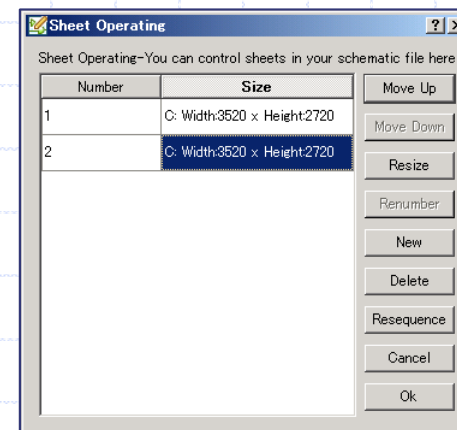 Sheet Operating
Sheet Operating-You can control sheets in your schematic file here
Number Size
1 C: Width:3520 x Height:2720
2 C: Width:3520 x Height:2720
Move Up
Move Down
Resize
Renumber
New
Delete
Resequence
Cancel
Ok